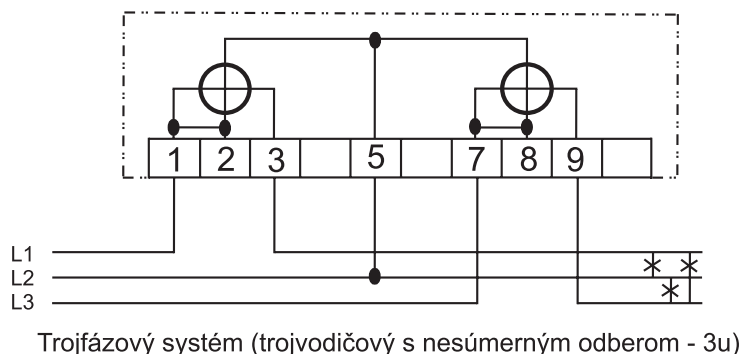 1 2 3 5 7 8 9
L1
L2
L3
Trojfázový systém (trojvodičový s nesúmerným odberom - 3u)